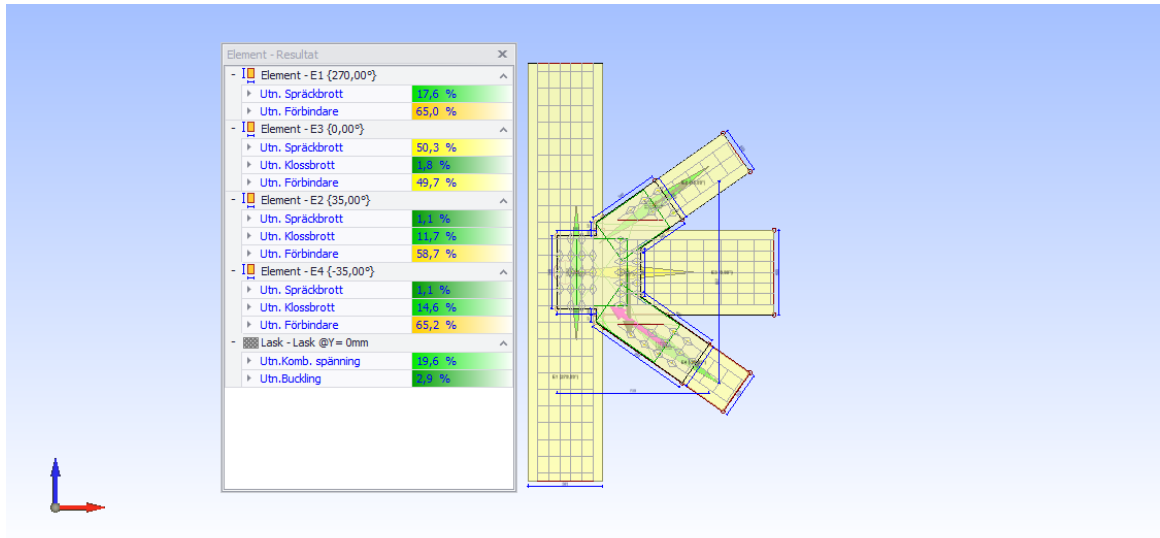 Element - Resultat
- Element - E1 {270,00°}
Utn. Spräckbrott 17,6 %
Utn. Förbindare 65,0 %
- Element - E3 {0,00°}
Utn. Spräckbrott 50,3 %
Utn. Klossbrott 1,8 %
Utn. Förbindare 49,7 %
- Element - E2 {35,00°}
Utn. Spräckbrott 1,1 %
Utn. Klossbrott 11,7 %
Utn. Förbindare 58,7 %
- Element - E4 {-35,00°}
Utn. Spräckbrott 1,1 %
Utn. Klossbrott 14,6 %
Utn. Förbindare 65,2 %
- Lask - Lask @Y= 0mm
Utn.Komb. spänning 19,6 %
Utn.Buckling 2,9 %